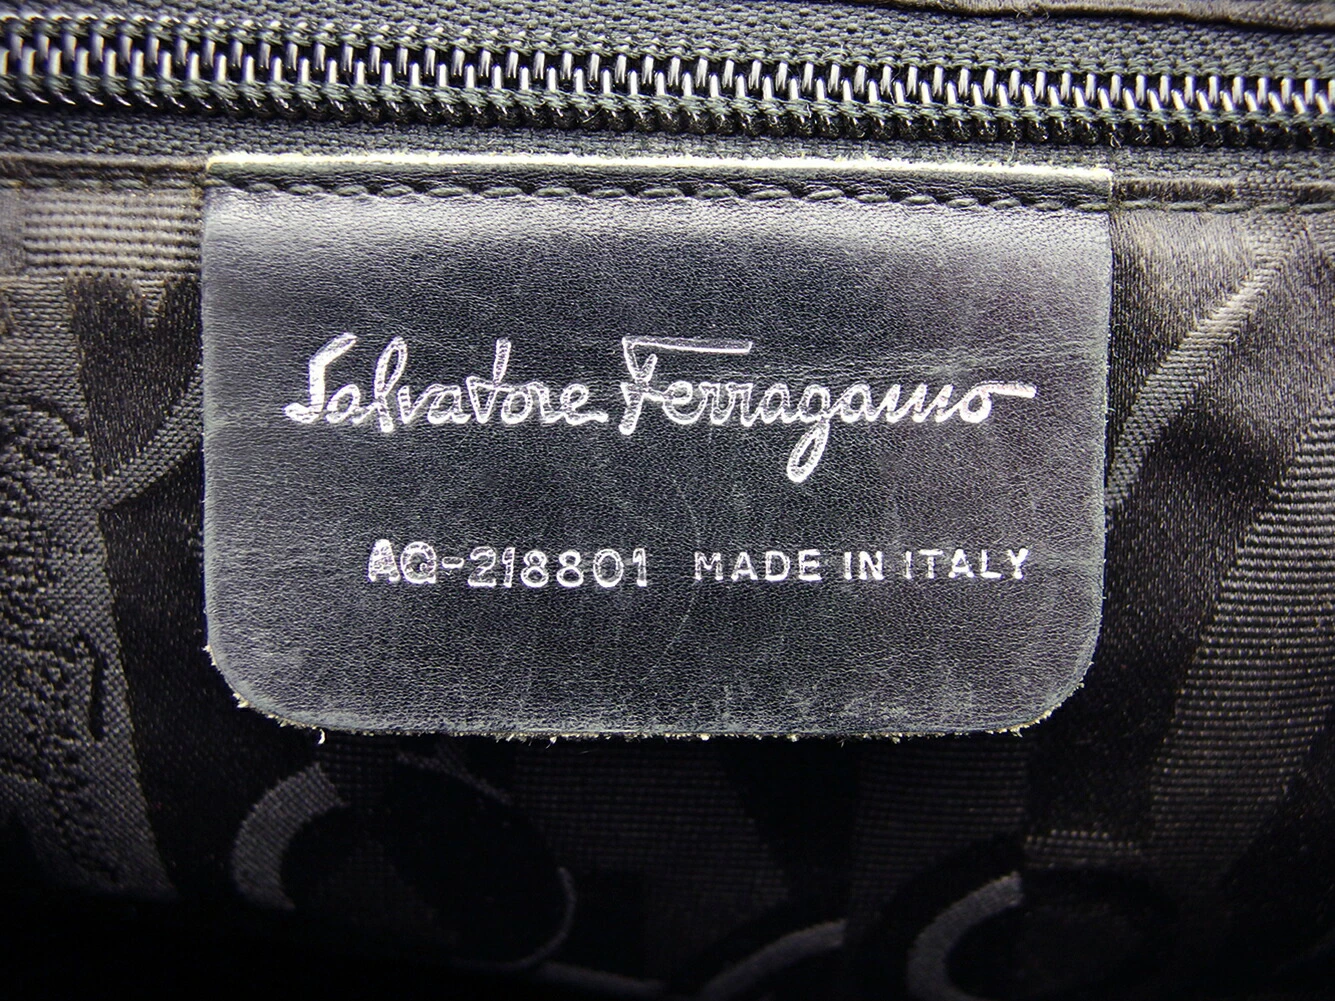 Salvatore Ferragamo
AQ-218801 MADE IN ITALY